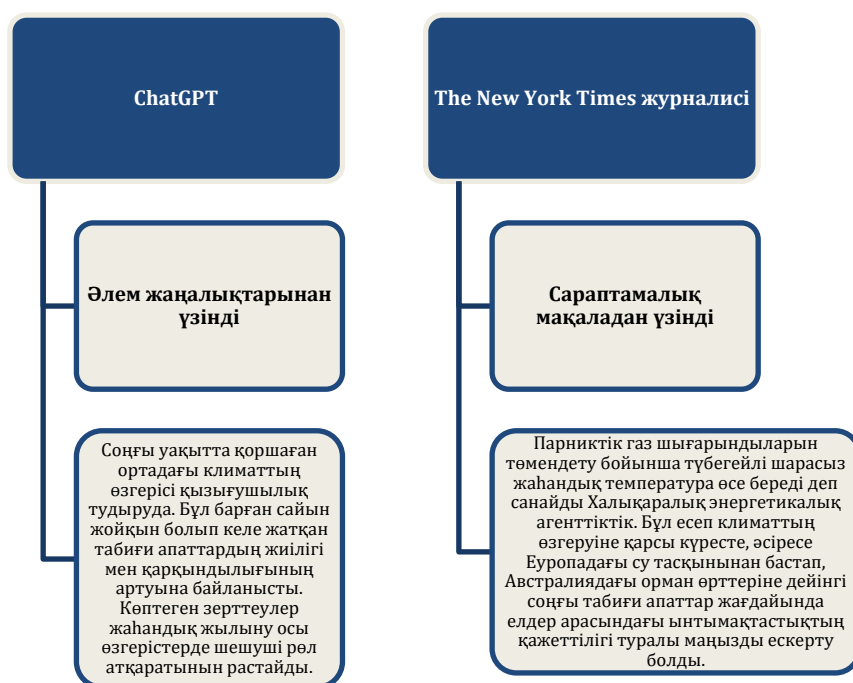 ChatGPT
Әлем жаңалықтарынан
үзінді
Соңғы уақытта қоршаған
ортадағы климаттың
өзгерісі қызығушылық
тудыруда. Бұл барған сайын
жойқын болып келе жатқан
табиғи апаттардың жиілігі
мен қарқындылығының
артуына байланысты.
Көптеген зерттеулер
жаһандық жылыну осы
өзгерістерде шешуші рөл
атқаратынын растайды.
The New York Times журналисі
Сараптамалық
мақаладан үзінді
Парниктік газ шығарындыларын
төмендету бойынша түбегейлі шарасыз
жаһандық температура өсе береді деп
санайды Халықаралық энергетикалық
агенттіктік. Бұл есеп климаттың
өзгеруіне қарсы күресте, әсіресе
Еуропадағы су тасқынынан бастап,
Австралиядағы орман өрттеріне дейінгі
соңғы табиғи апаттар жағдайында
елдер арасындағы ынтымақтастықтың
қажеттілігі туралы маңызды ескерту
болды.